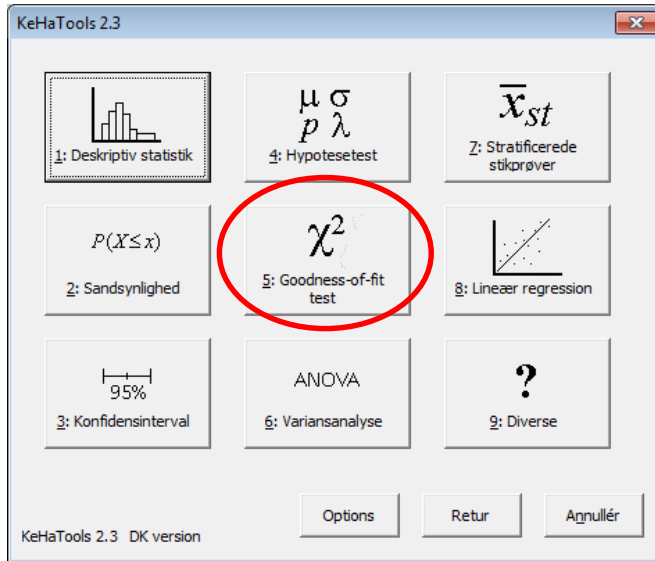 KeHaTools 2.3
1: Deskriptiv statistik
μ σ
p λ
4: Hypotesetest
x̅st
7: Stratificerede
stikprøver
P(X≤x)
2: Sandsynlighed
χ²
5: Goodness-of-fit
test
8: Lineær regression
95%
3: Konfidensinterval
ANOVA
6: Variansanalyse
?
9: Diverse
Options
Retur
Annullér
KeHaTools 2.3 DK version